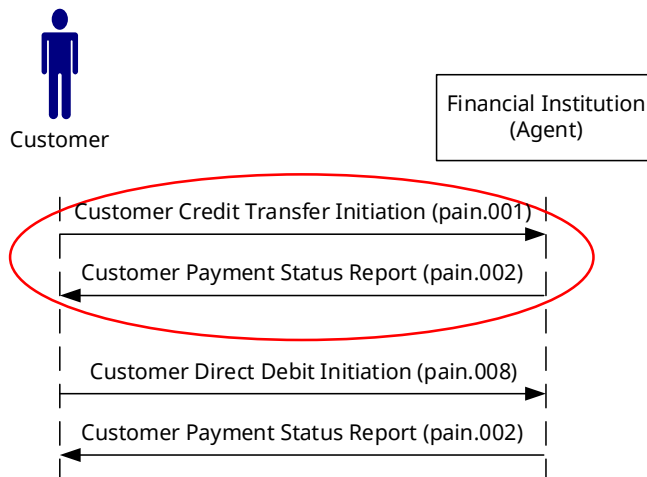 Financial Institution
(Agent)
Customer
Customer Credit Transfer Initiation (pain.001)
Customer Payment Status Report (pain.002)
Customer Direct Debit Initiation (pain.008)
Customer Payment Status Report (pain.002)